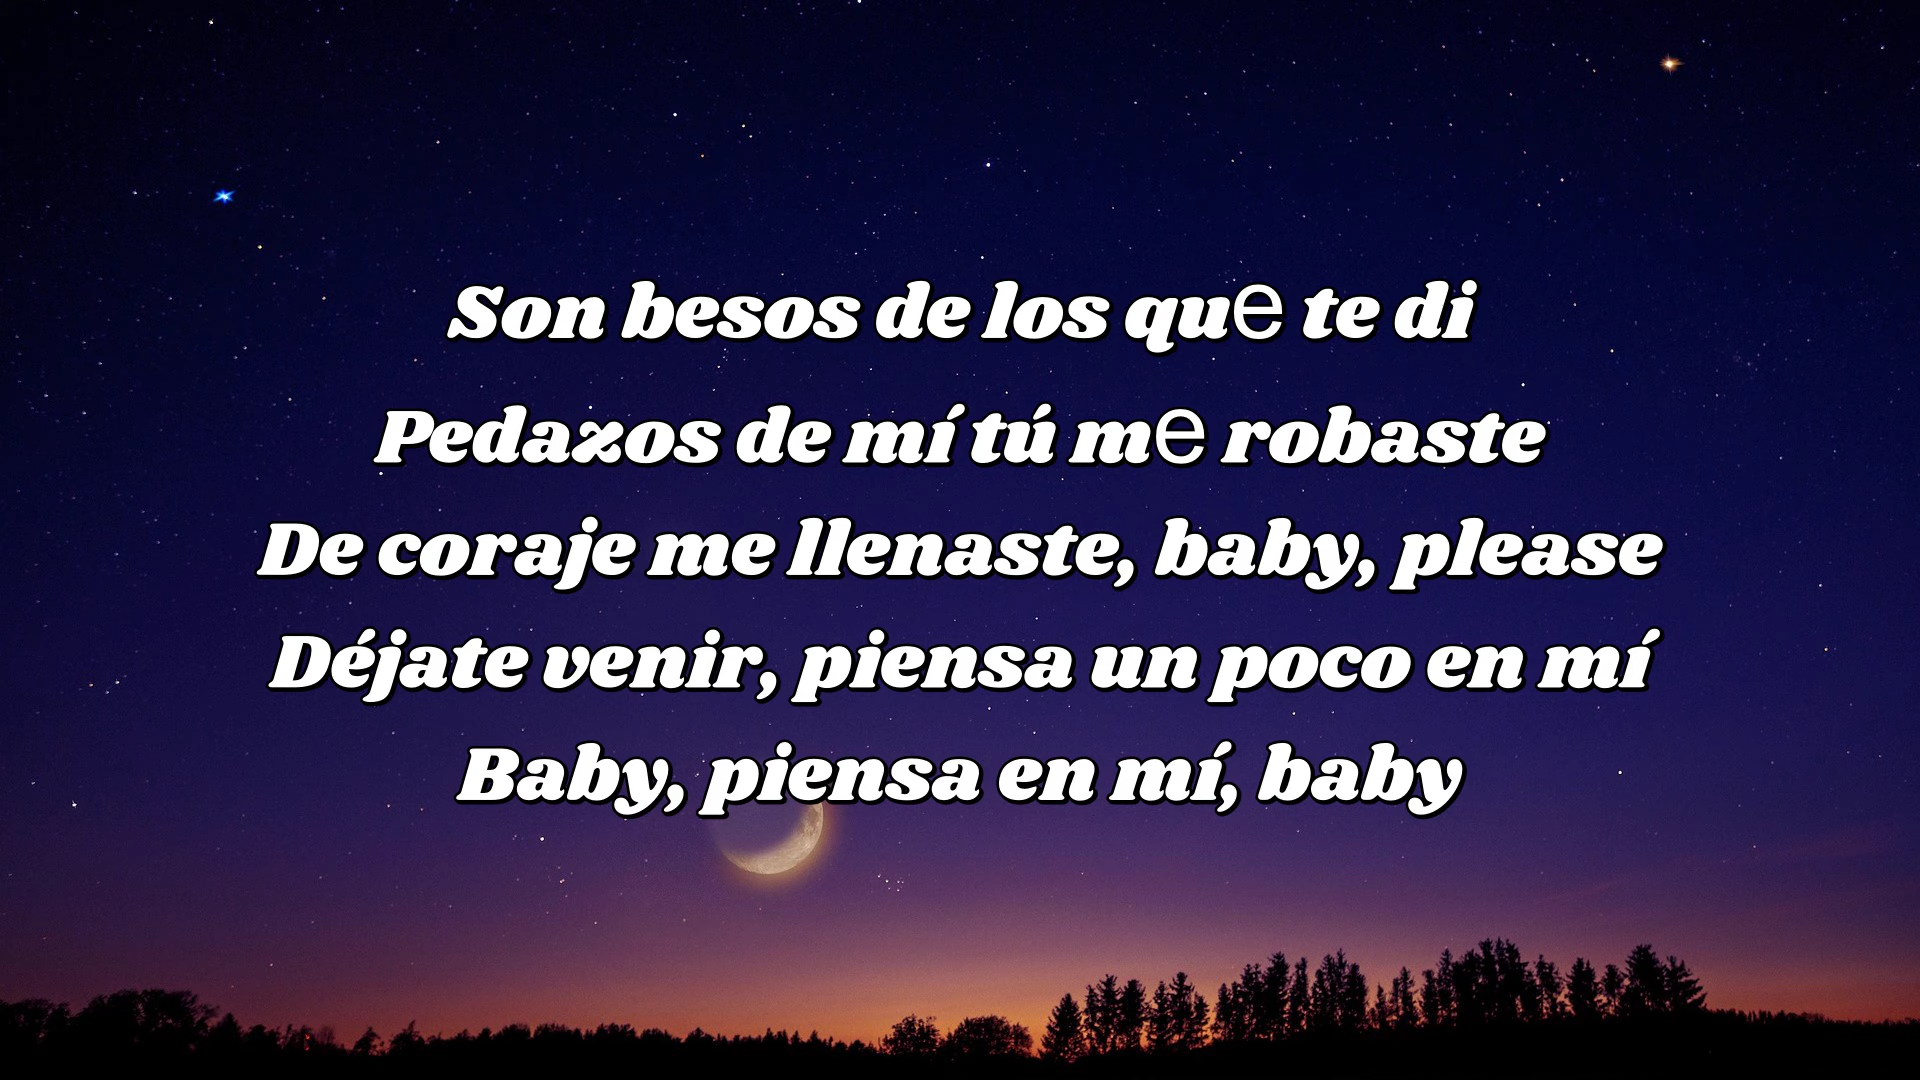 Son besos de los que te di
Pedazos de mí tú me robaste
De coraje me llenaste, baby, please
Déjate venir, piensa un poco en mí
Baby, piensa en mí, baby